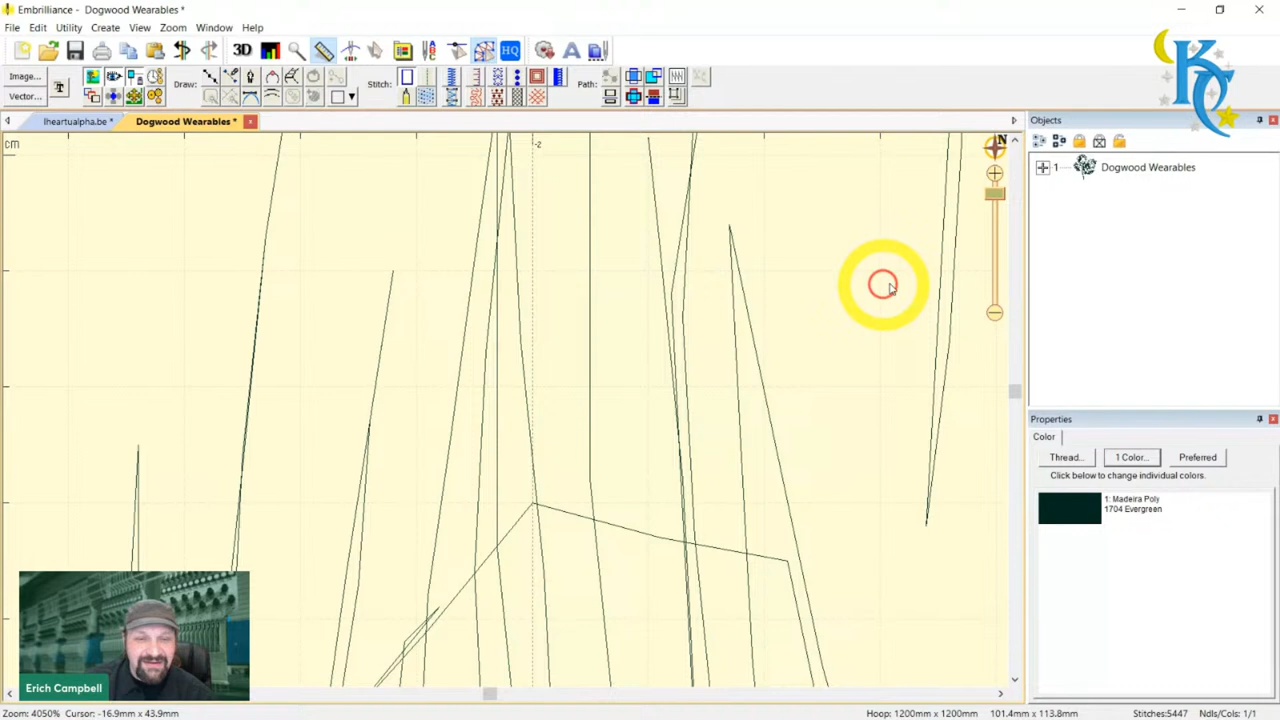 Embrilliance - Dogwood Wearables *
File Edit Utility Create View Zoom Window Help
3D HQ A
Image... Draw: Stitch: Path:
Vector...
Iheartualpha.be * Dogwood Wearables * Objects
cm -2 N
1 Dogwood Wearables
KC
Properties
Color
Thread... 1 Color... Preferred
Click below to change individual colors.
1: Madeira Poly
1704 Evergreen
Erich Campbell
Zoom: 4050% Cursor: -16.9mm x 43.9mm Hoop: 1200mm x 1200mm 101.4mm x 113.8mm Stitches:5447 Ndls/Cols: 1/1